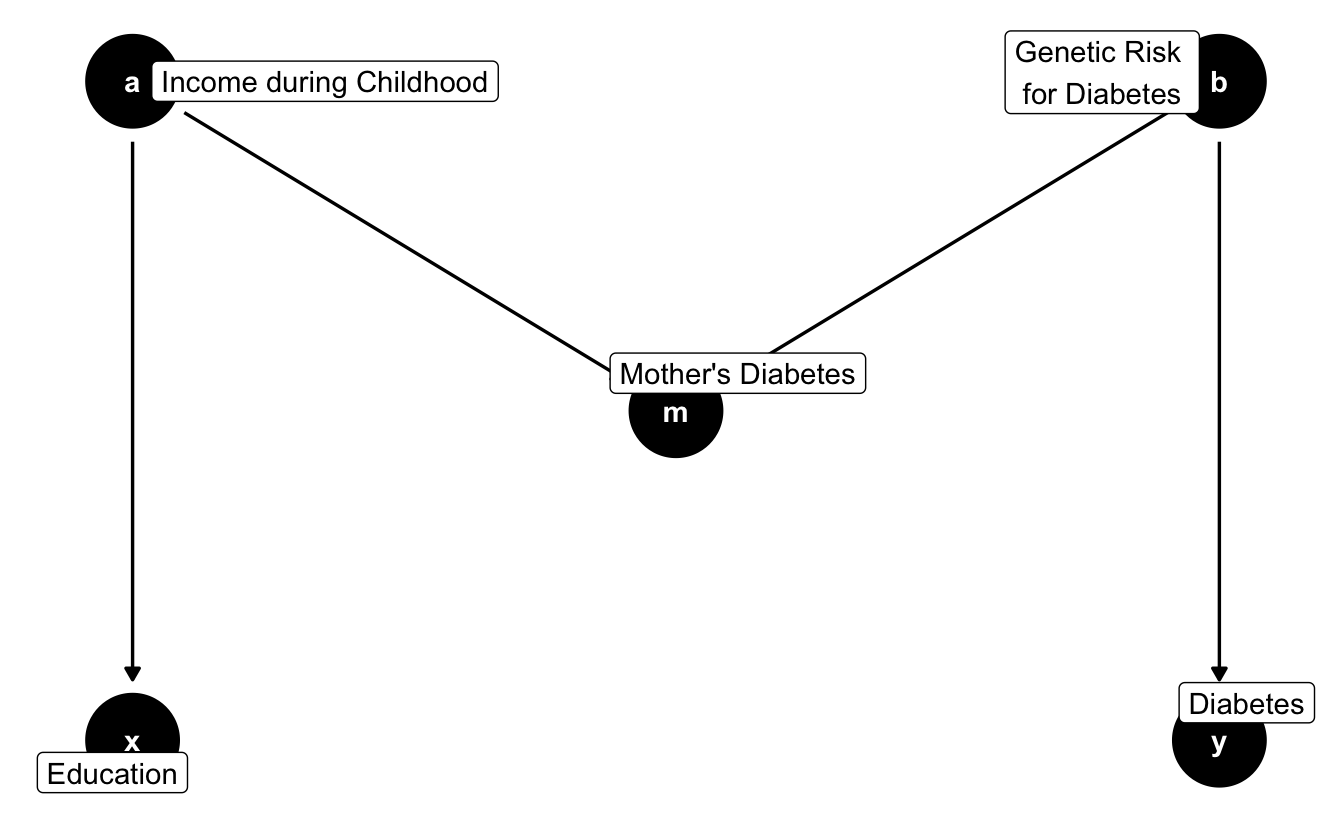 a
Income during Childhood
Genetic Risk
for Diabetes
b
Mother's Diabetes
m
x
Education
Diabetes
y